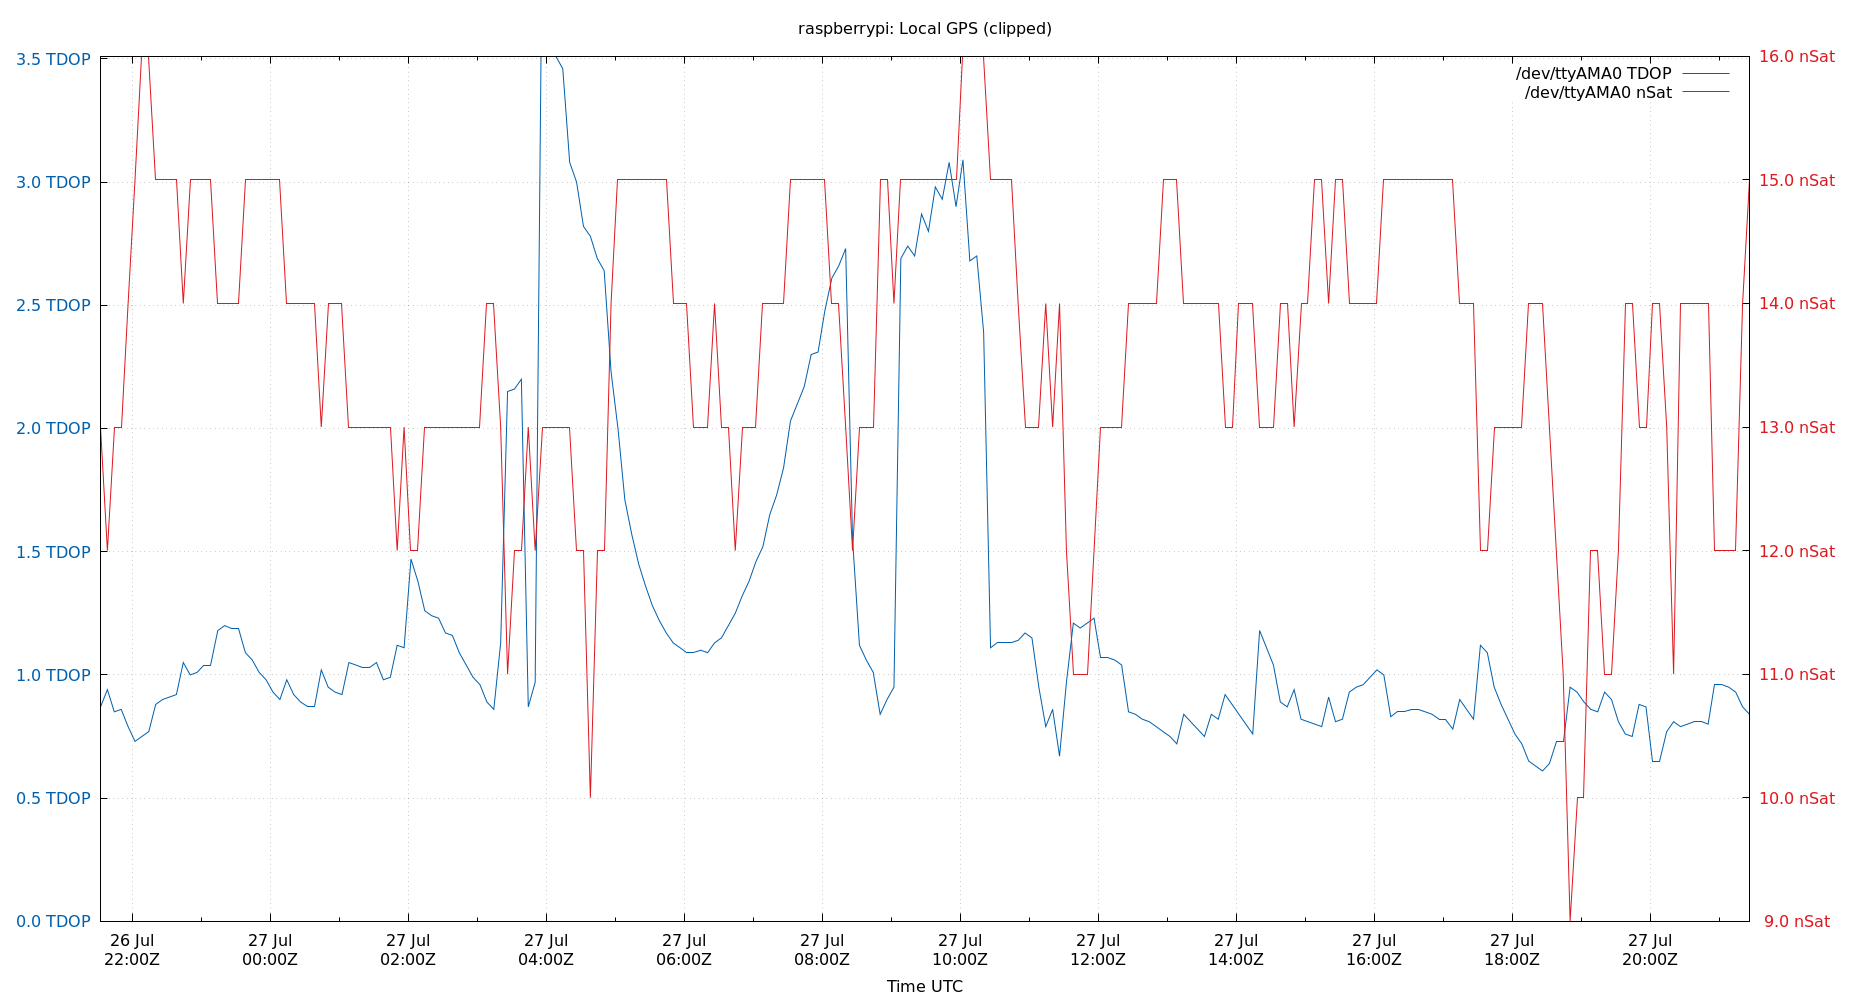 raspberrypi: Local GPS (clipped)
3.5 TDOP
3.0 TDOP
2.5 TDOP
2.0 TDOP
1.5 TDOP
1.0 TDOP
0.5 TDOP
0.0 TDOP
16.0 nSat
15.0 nSat
14.0 nSat
13.0 nSat
12.0 nSat
11.0 nSat
10.0 nSat
9.0 nSat
/dev/ttyAMA0 TDOP
/dev/ttyAMA0 nSat
26 Jul
22:00Z
27 Jul
00:00Z
27 Jul
02:00Z
27 Jul
04:00Z
27 Jul
06:00Z
27 Jul
08:00Z
27 Jul
10:00Z
27 Jul
12:00Z
27 Jul
14:00Z
27 Jul
16:00Z
27 Jul
18:00Z
27 Jul
20:00Z
Time UTC